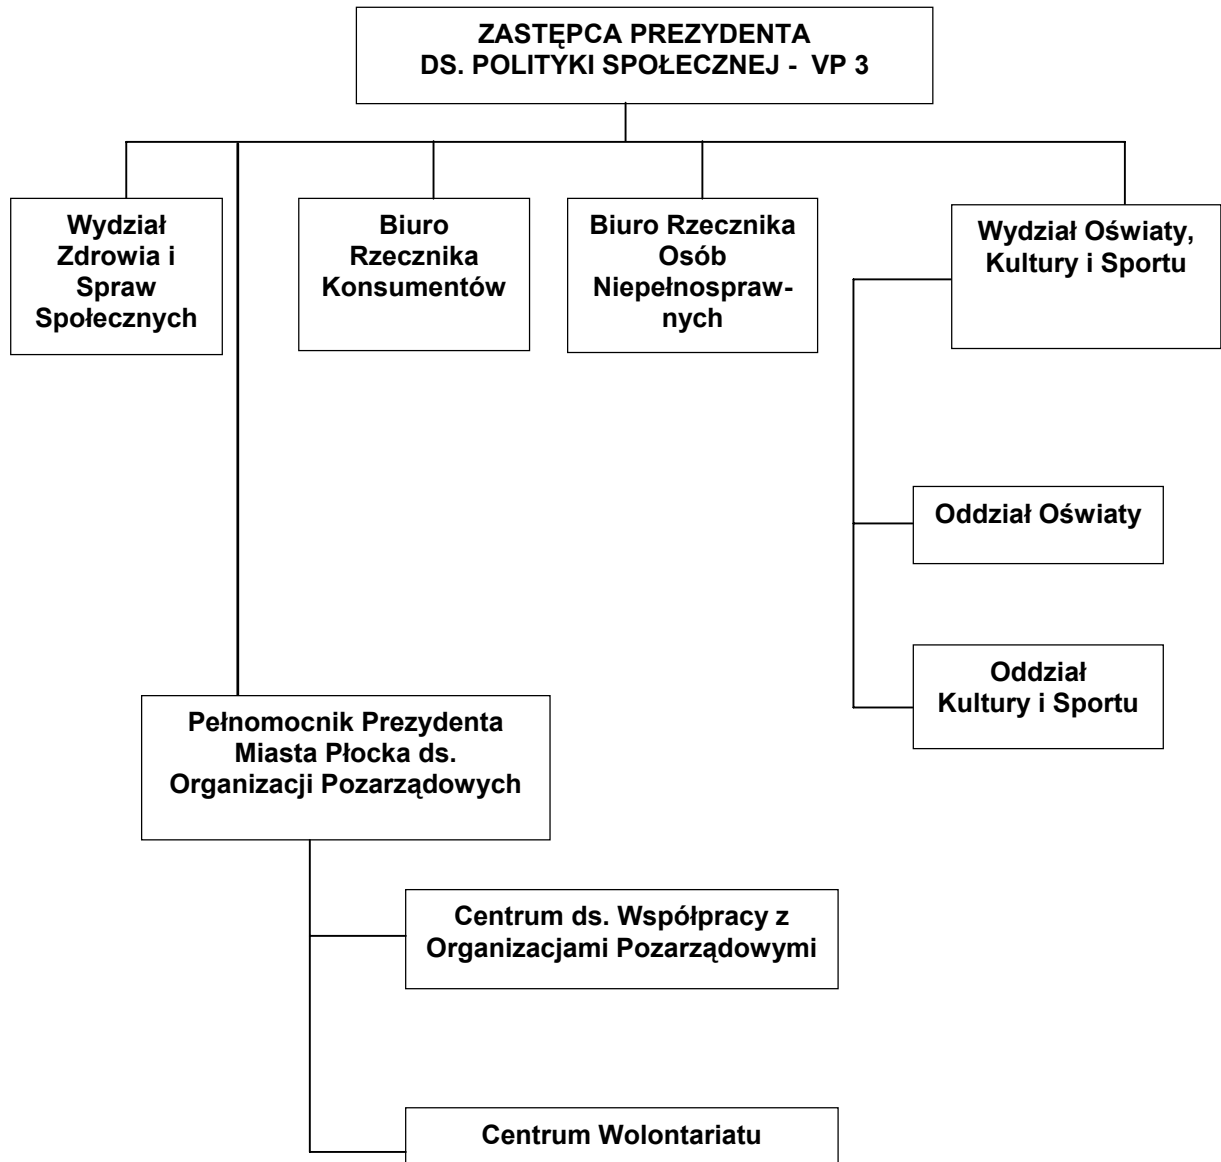 ZASTĘPCA PREZYDENTA
DS. POLITYKI SPOŁECZNEJ - VP 3
Wydział
Zdrowia i
Spraw
Społecznych
Biuro
Rzecznika
Konsumentów
Biuro Rzecznika
Osób
Niepełnospraw-
nych
Wydział Oświaty,
Kultury i Sportu
Oddział Oświaty
Oddział
Kultury i Sportu
Pełnomocnik Prezydenta
Miasta Płocka ds.
Organizacji Pozarządowych
Centrum ds. Współpracy z
Organizacjami Pozarządowymi
Centrum Wolontariatu